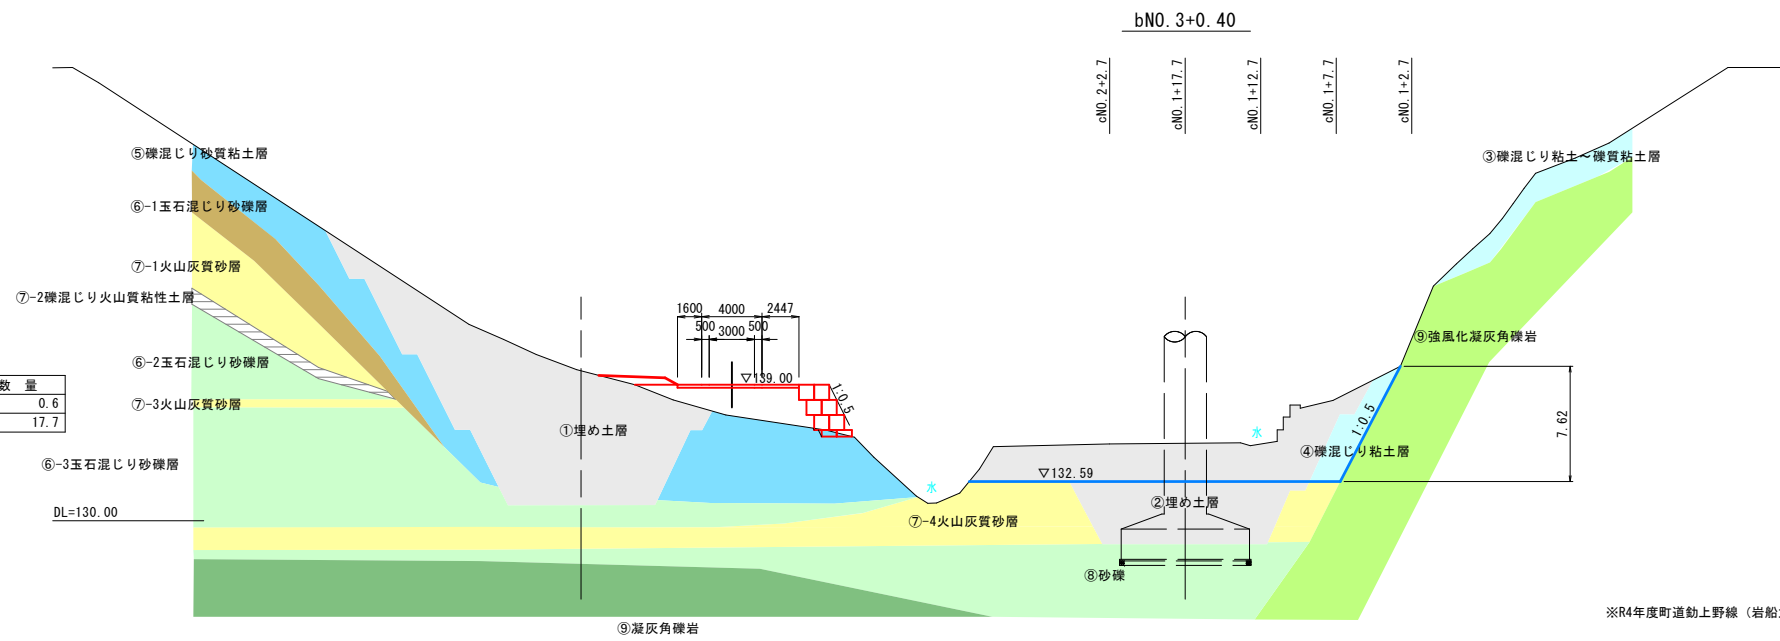 bNO.3+0.40
cNO.2+2.7
cNO.1+17.7
cNO.1+12.7
cNO.1+7.7
cNO.1+2.7
⑤礫混じり砂質粘土層
③礫混じり粘土～礫質粘土層
⑥-1玉石混じり砂礫層
⑦-1火山灰質砂層
⑦-2礫混じり火山質粘性土層
1600 4000 2447
500 3000 500
⑨強風化凝灰角礫岩
⑥-2玉石混じり砂礫層
▽139.00
数 量
0.6
17.7
⑦-3火山灰質砂層
1:0.5
1:0.5
7.62
①埋め土層
水
④礫混じり粘土層
⑥-3玉石混じり砂礫層
▽132.59
水
②埋め土層
DL=130.00
⑦-4火山灰質砂層
⑧砂礫
⑨凝灰角礫岩
※R4年度町道勳上野線（岩船